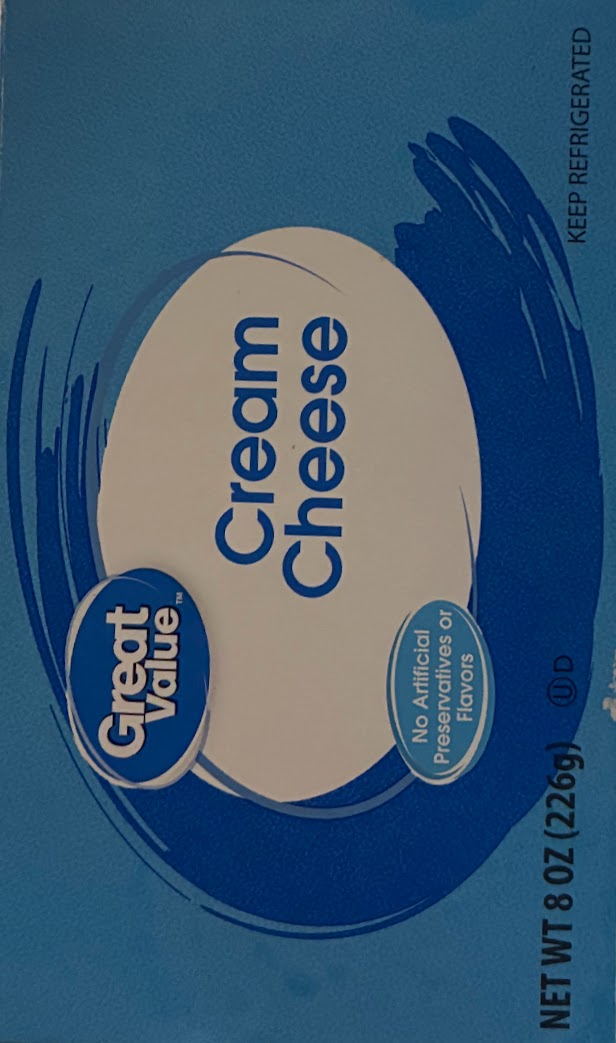 Great
Value™
Cream
Cheese
No Artificial
Preservatives or
Flavors
NET WT 8 OZ (226g)
Ⓤ D
KEEP REFRIGERATED